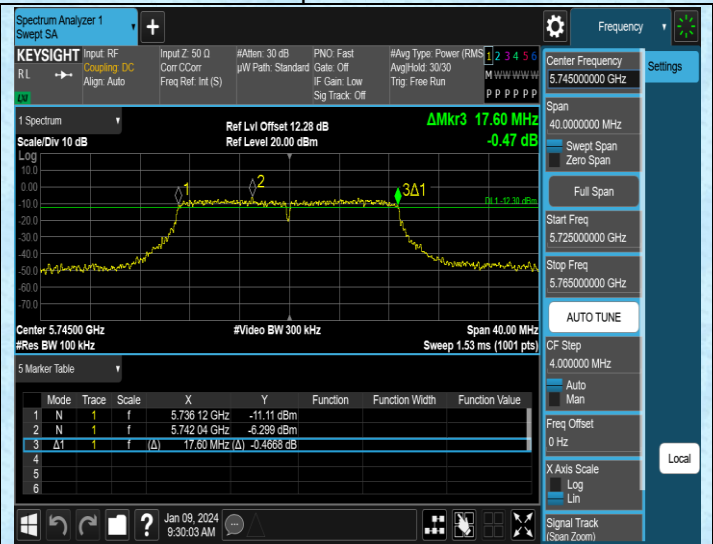 Spectrum Analyzer 1
Swept SA
+
Frequency
KEYSIGHT
RL
LXI
Input: RF
Coupling: DC
Align: Auto
Input Z: 50 Ω
Corr CCorr
Freq Ref: Int (S)
#Atten: 30 dB
µW Path: Standard
PNO: Fast
Gate: Off
IF Gain: Low
Sig Track: Off
#Avg Type: Power (RMS
Avg|Hold: 30/30
Trig: Free Run
1 2 3 4 5 6
M W W W W W
P P P P P P
1 Spectrum
Scale/Div 10 dB
Ref Lvl Offset 12.28 dB
Ref Level 20.00 dBm
ΔMkr3 17.60 MHz
-0.47 dB
Log
10.0
0.00
-10.0
-20.0
-30.0
-40.0
-50.0
-60.0
-70.0
1
2
3Δ1
DL1 -12.30 dBm
Center 5.74500 GHz
#Res BW 100 kHz
#Video BW 300 kHz
Span 40.00 MHz
Sweep 1.53 ms (1001 pts)
5 Marker Table
Mode Trace Scale X Y Function Function Width Function Value
1 N 1 f 5.736 12 GHz -11.11 dBm
2 N 1 f 5.742 04 GHz -6.299 dBm
3 Δ1 1 f (Δ) 17.60 MHz (Δ) -0.4668 dB
4
5
6
?
Jan 09, 2024
9:30:03 AM
Center Frequency
5.745000000 GHz
Settings
Span
40.0000000 MHz
Swept Span
Zero Span
Full Span
Start Freq
5.725000000 GHz
Stop Freq
5.765000000 GHz
AUTO TUNE
CF Step
4.000000 MHz
Auto
Man
Freq Offset
0 Hz
X Axis Scale
Log
Lin
Local
Signal Track
(Span Zoom)